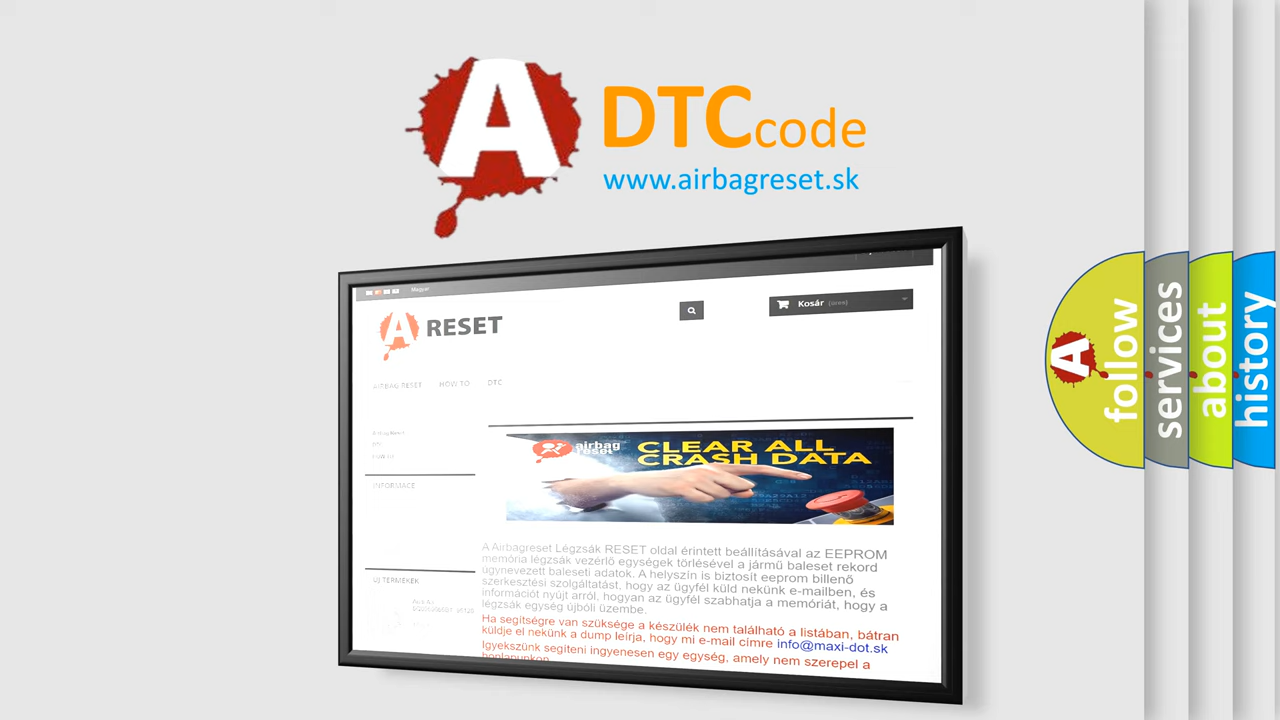 A
DTCcode
www.airbagreset.sk
Magyar
A RESET
Kosár (üres)
AIRBAG RESET HOW TO DTC
airbag
reset
CLEAR ALL
CRASH DATA
INFORMACE
ÚJ TERMÉKEK
A Airbagreset Légzsák RESET oldal érintett beállításával az EEPROM
memória légzsák vezérlő egységek törlésével a jármű baleset rekord
úgynevezett baleseti adatok. A helyszín is biztosít eeprom billenő
szerkesztési szolgáltatást, hogy az ügyfél küld nekünk e-mailben, és
információt nyújt arról, hogyan az ügyfél szabhatja a memóriát, hogy a
légzsák egység újbóli üzembe.
Ha segítségre van szüksége a készülék nem található a listában, bátran
küldje el nekünk a dump leírja, hogy mi e-mail címre info@maxi-dot.sk
Igyekszünk segíteni ingyenesen egy egység, amely nem szerepel a
honlapunkon
A
follow
services
about
history